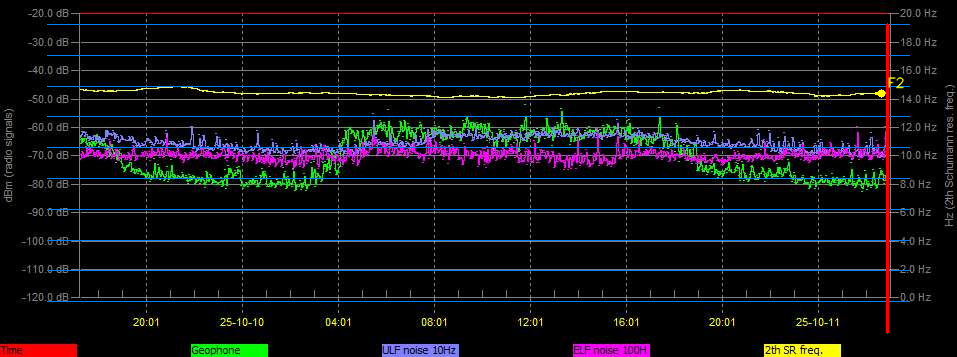 -20.0 dB 20.0 Hz
-30.0 dB 18.0 Hz
-40.0 dB 16.0 Hz
F2
-50.0 dB 14.0 Hz
-60.0 dB 12.0 Hz
-70.0 dB 10.0 Hz
-80.0 dB 8.0 Hz
-90.0 dB 6.0 Hz
-100.0 dB 4.0 Hz
-110.0 dB 2.0 Hz
-120.0 dB 0.0 Hz
dBm (radio signals)
Hz (2th Schumann res. freq.)
20:01 25-10-10 04:01 08:01 12:01 16:01 20:01 25-10-11
Time Geophone ULF noise 10Hz ELF noise 100H 2th SR freq.